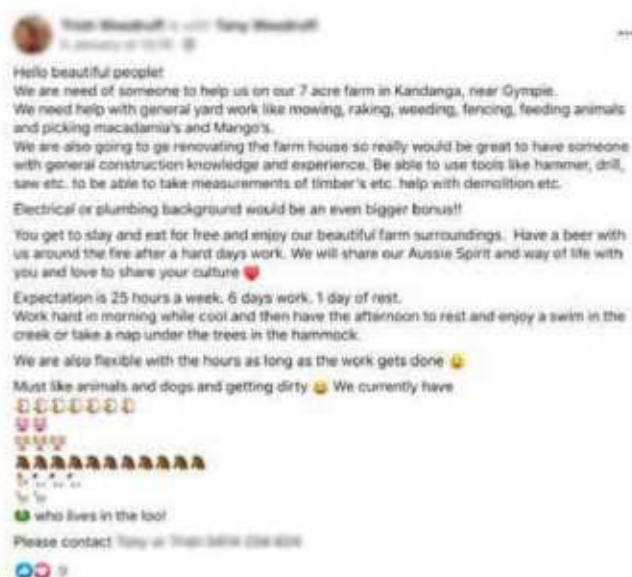 Hello beautiful people!
We are need of someone to help us on our 7 acre farm in Kandanga, near Gympie.
We need help with general yard work like mowing, raking, weeding, fencing, feeding animals
and picking macadamia's and Mango's.
We are also going to ge renovating the farm house so really would be great to have someone
with general construction knowledge and experience. Be able to use tools like hammer, drill,
saw etc. to be able to take measurements of timber's etc. help with demolition etc.
Electrical or plumbing background would be an even bigger bonus!!
You get to stay and eat for free and enjoy our beautiful farm surroundings. Have a beer with
us around the fire after a hard days work. We will share our Aussie Spirit and way of life with
you and love to share your culture
Expectation is 25 hours a week. 6 days work. 1 day of rest.
Work hard in morning while cool and then have the afternoon to rest and enjoy a swim in the
creek or take a nap under the trees in the hammock.
We are also flexible with the hours as long as the work gets done
Must like animals and dogs and getting dirty We currently have
who lives in the loo!
Please contact
9